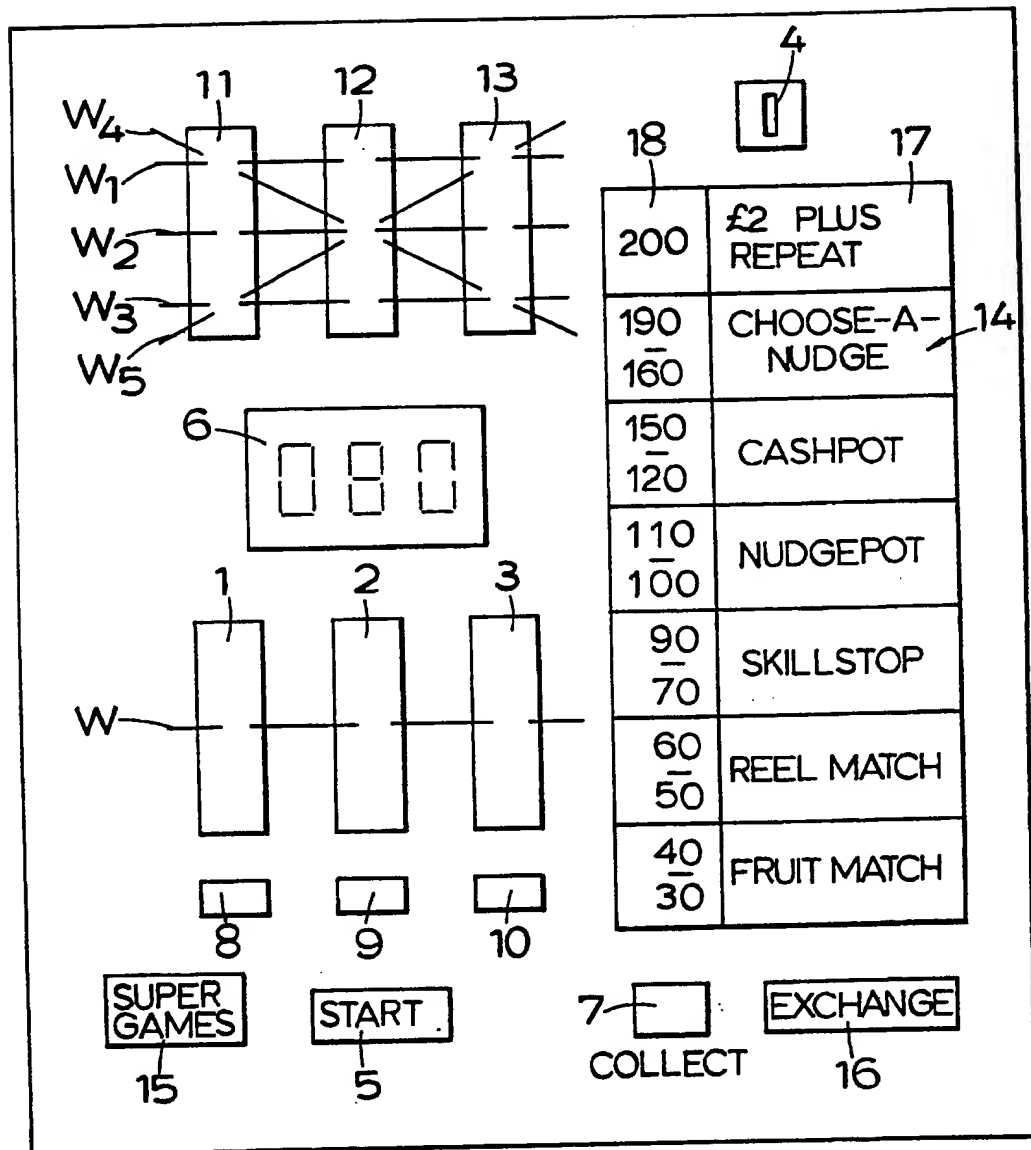 4
11 12 13
W4
W1
W2
W3
W5
18 17
200 £2 PLUS REPEAT
190 – 160 CHOOSE-A-NUDGE
14
150 – 120 CASHPOT
110 – 100 NUDGEPOT
90 – 70 SKILLSTOP
60 – 50 REEL MATCH
40 – 30 FRUIT MATCH
6 080
1 2 3
W
8 9 10
SUPER GAMES
15
START
5
7
COLLECT
EXCHANGE
16